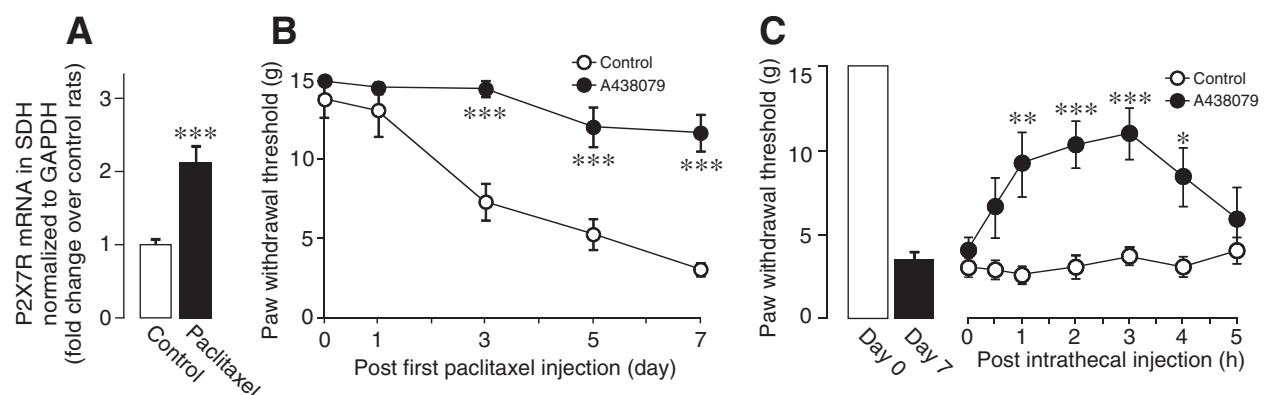 A
P2X7R mRNA in SDH
normalized to GAPDH
(fold change over control rats)
3
2
1
0
***
Control
Paclitaxel
B
Paw withdrawal threshold (g)
15
10
5
0
Control
A438079
***
***
***
0 1 3 5 7
Post first paclitaxel injection (day)
C
Paw withdrawal threshold (g)
15
10
5
0
Day 0
Day 7
Control
A438079
**
***
***
*
0 1 2 3 4 5
Post intrathecal injection (h)